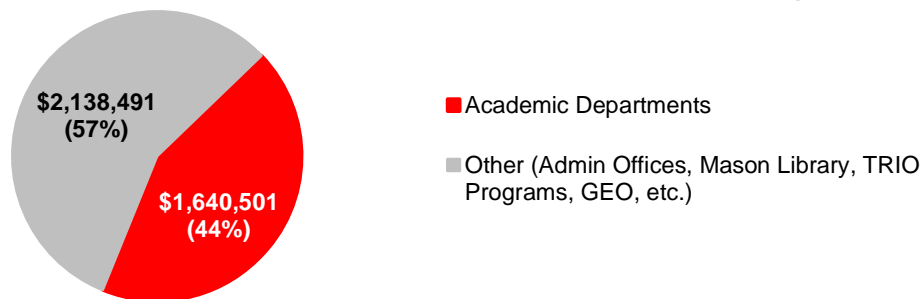 $2,138,491
(57%)
$1,640,501
(44%)
Academic Departments
Other (Admin Offices, Mason Library, TRIO
Programs, GEO, etc.)